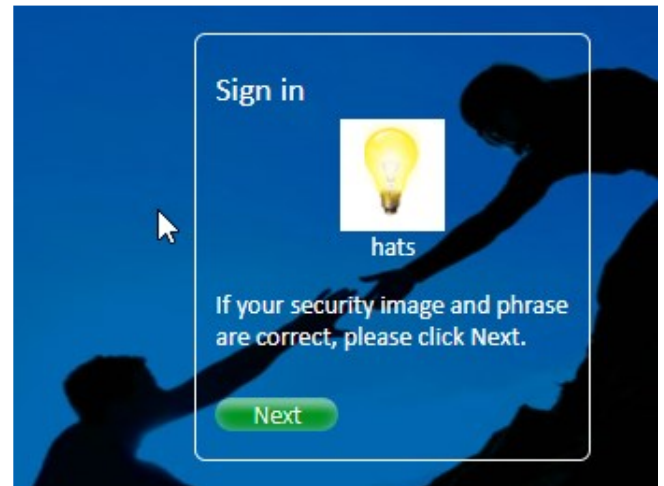 Sign in
hats
If your security image and phrase
are correct, please click Next.
Next